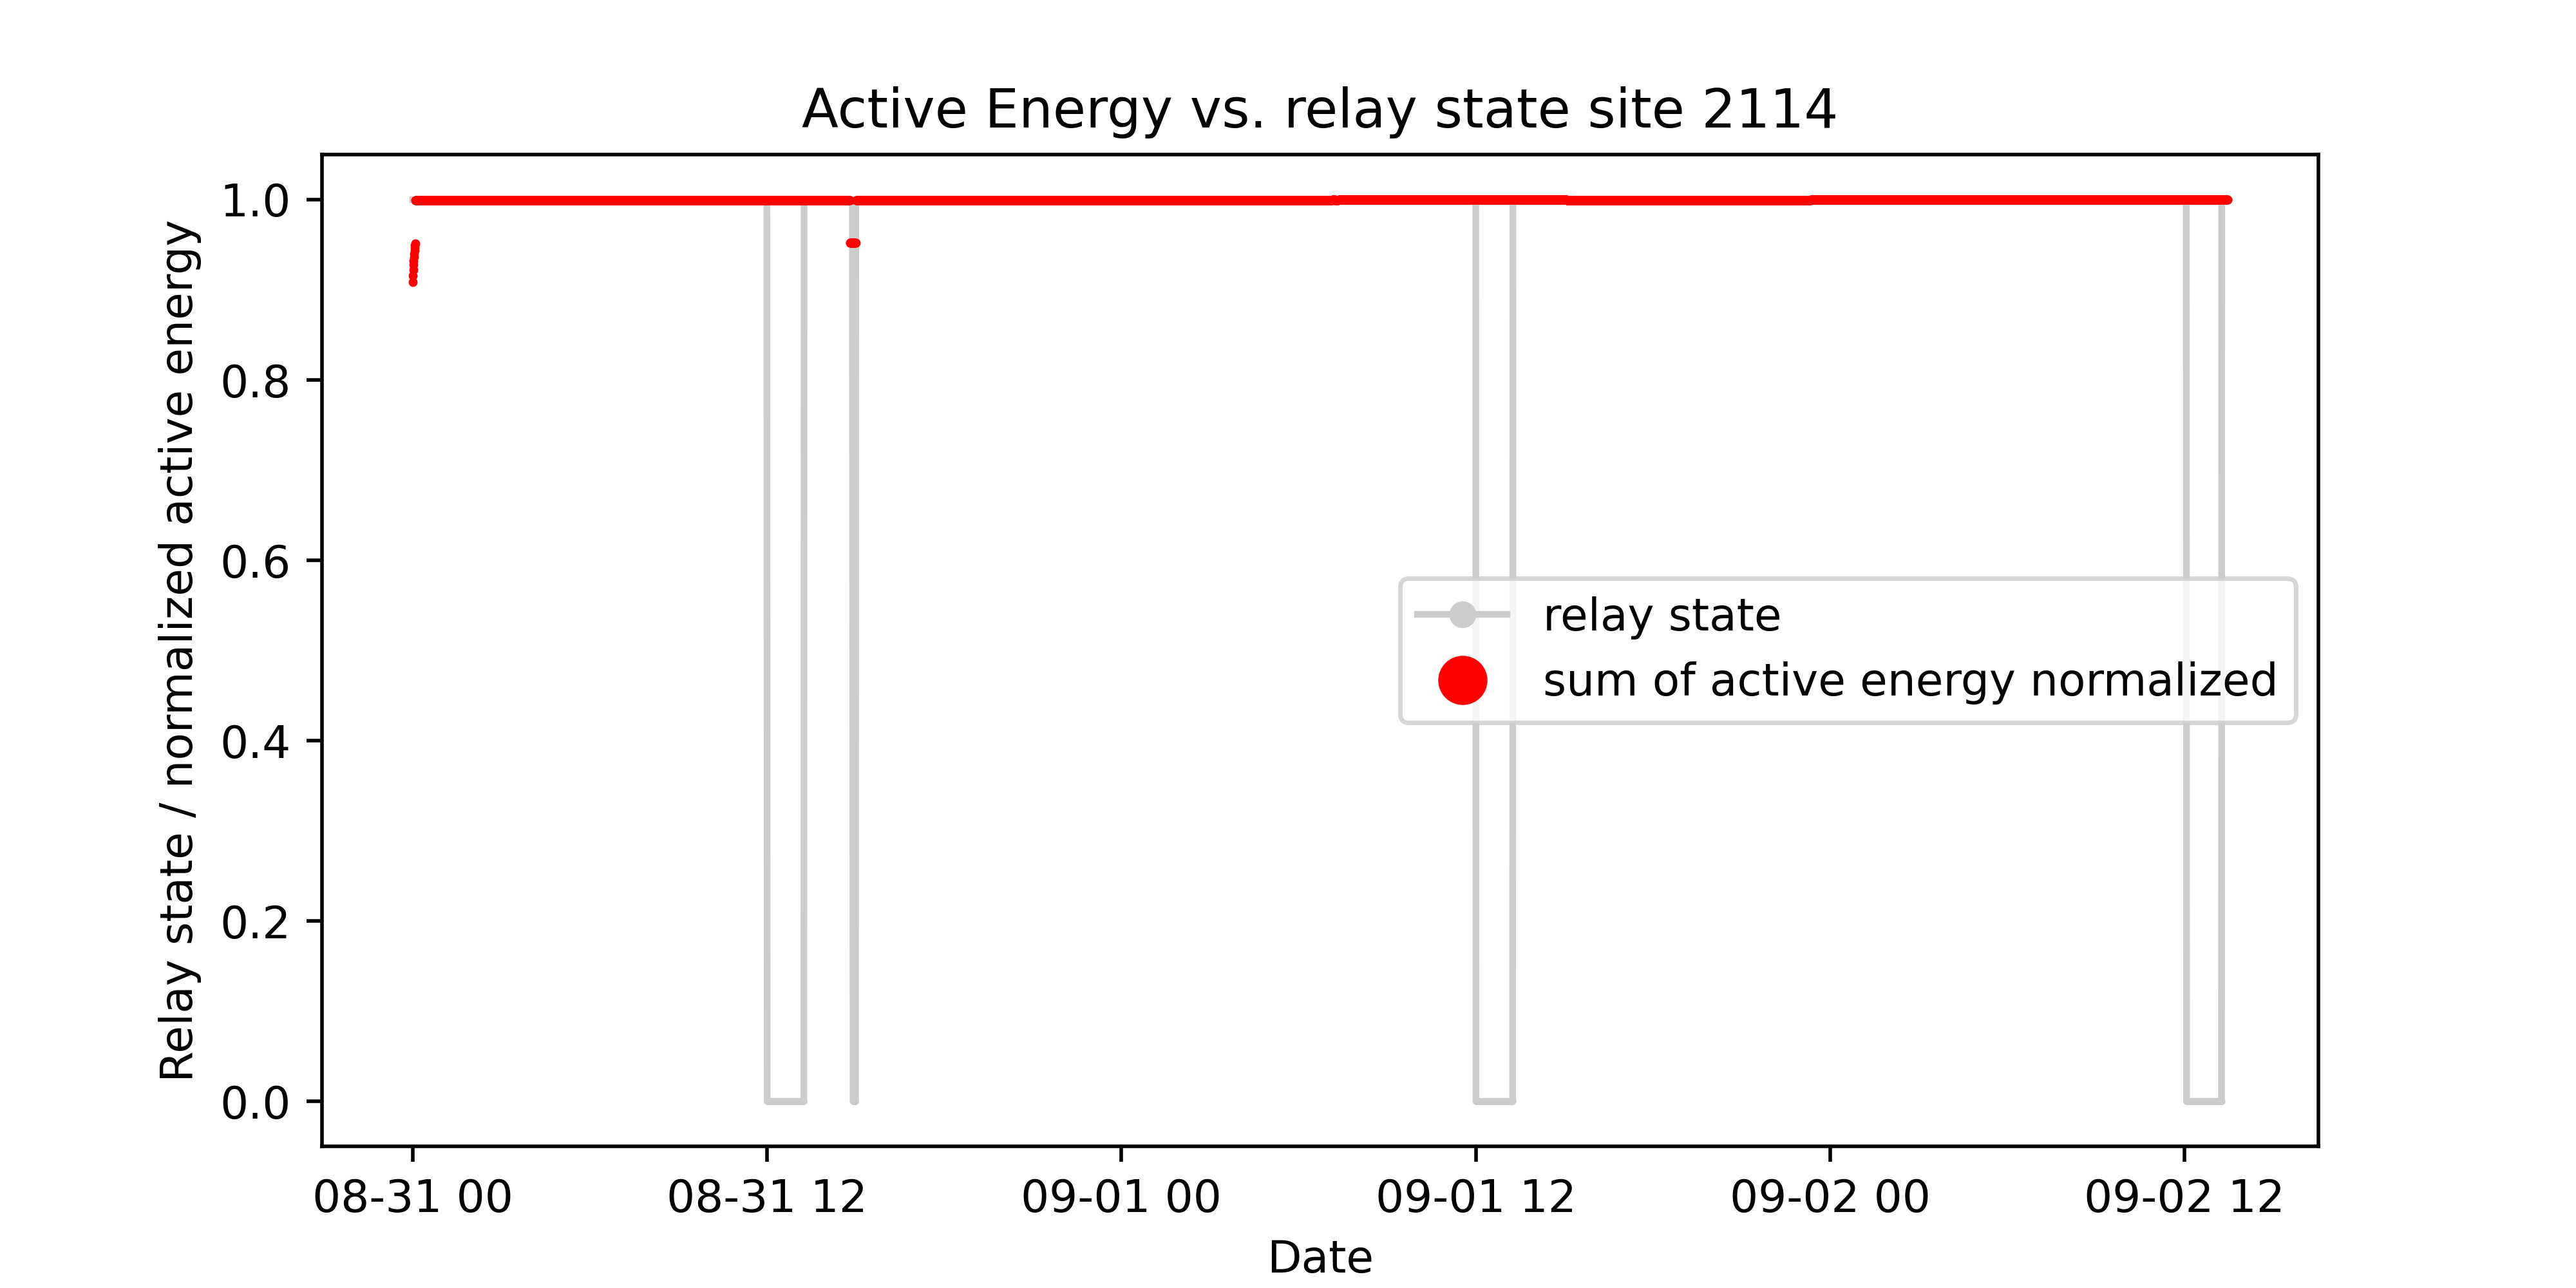 Active Energy vs. relay state site 2114
Relay state / normalized active energy
1.0
0.8
0.6
0.4
0.2
0.0
relay state
sum of active energy normalized
08-31 00
08-31 12
09-01 00
09-01 12
09-02 00
09-02 12
Date